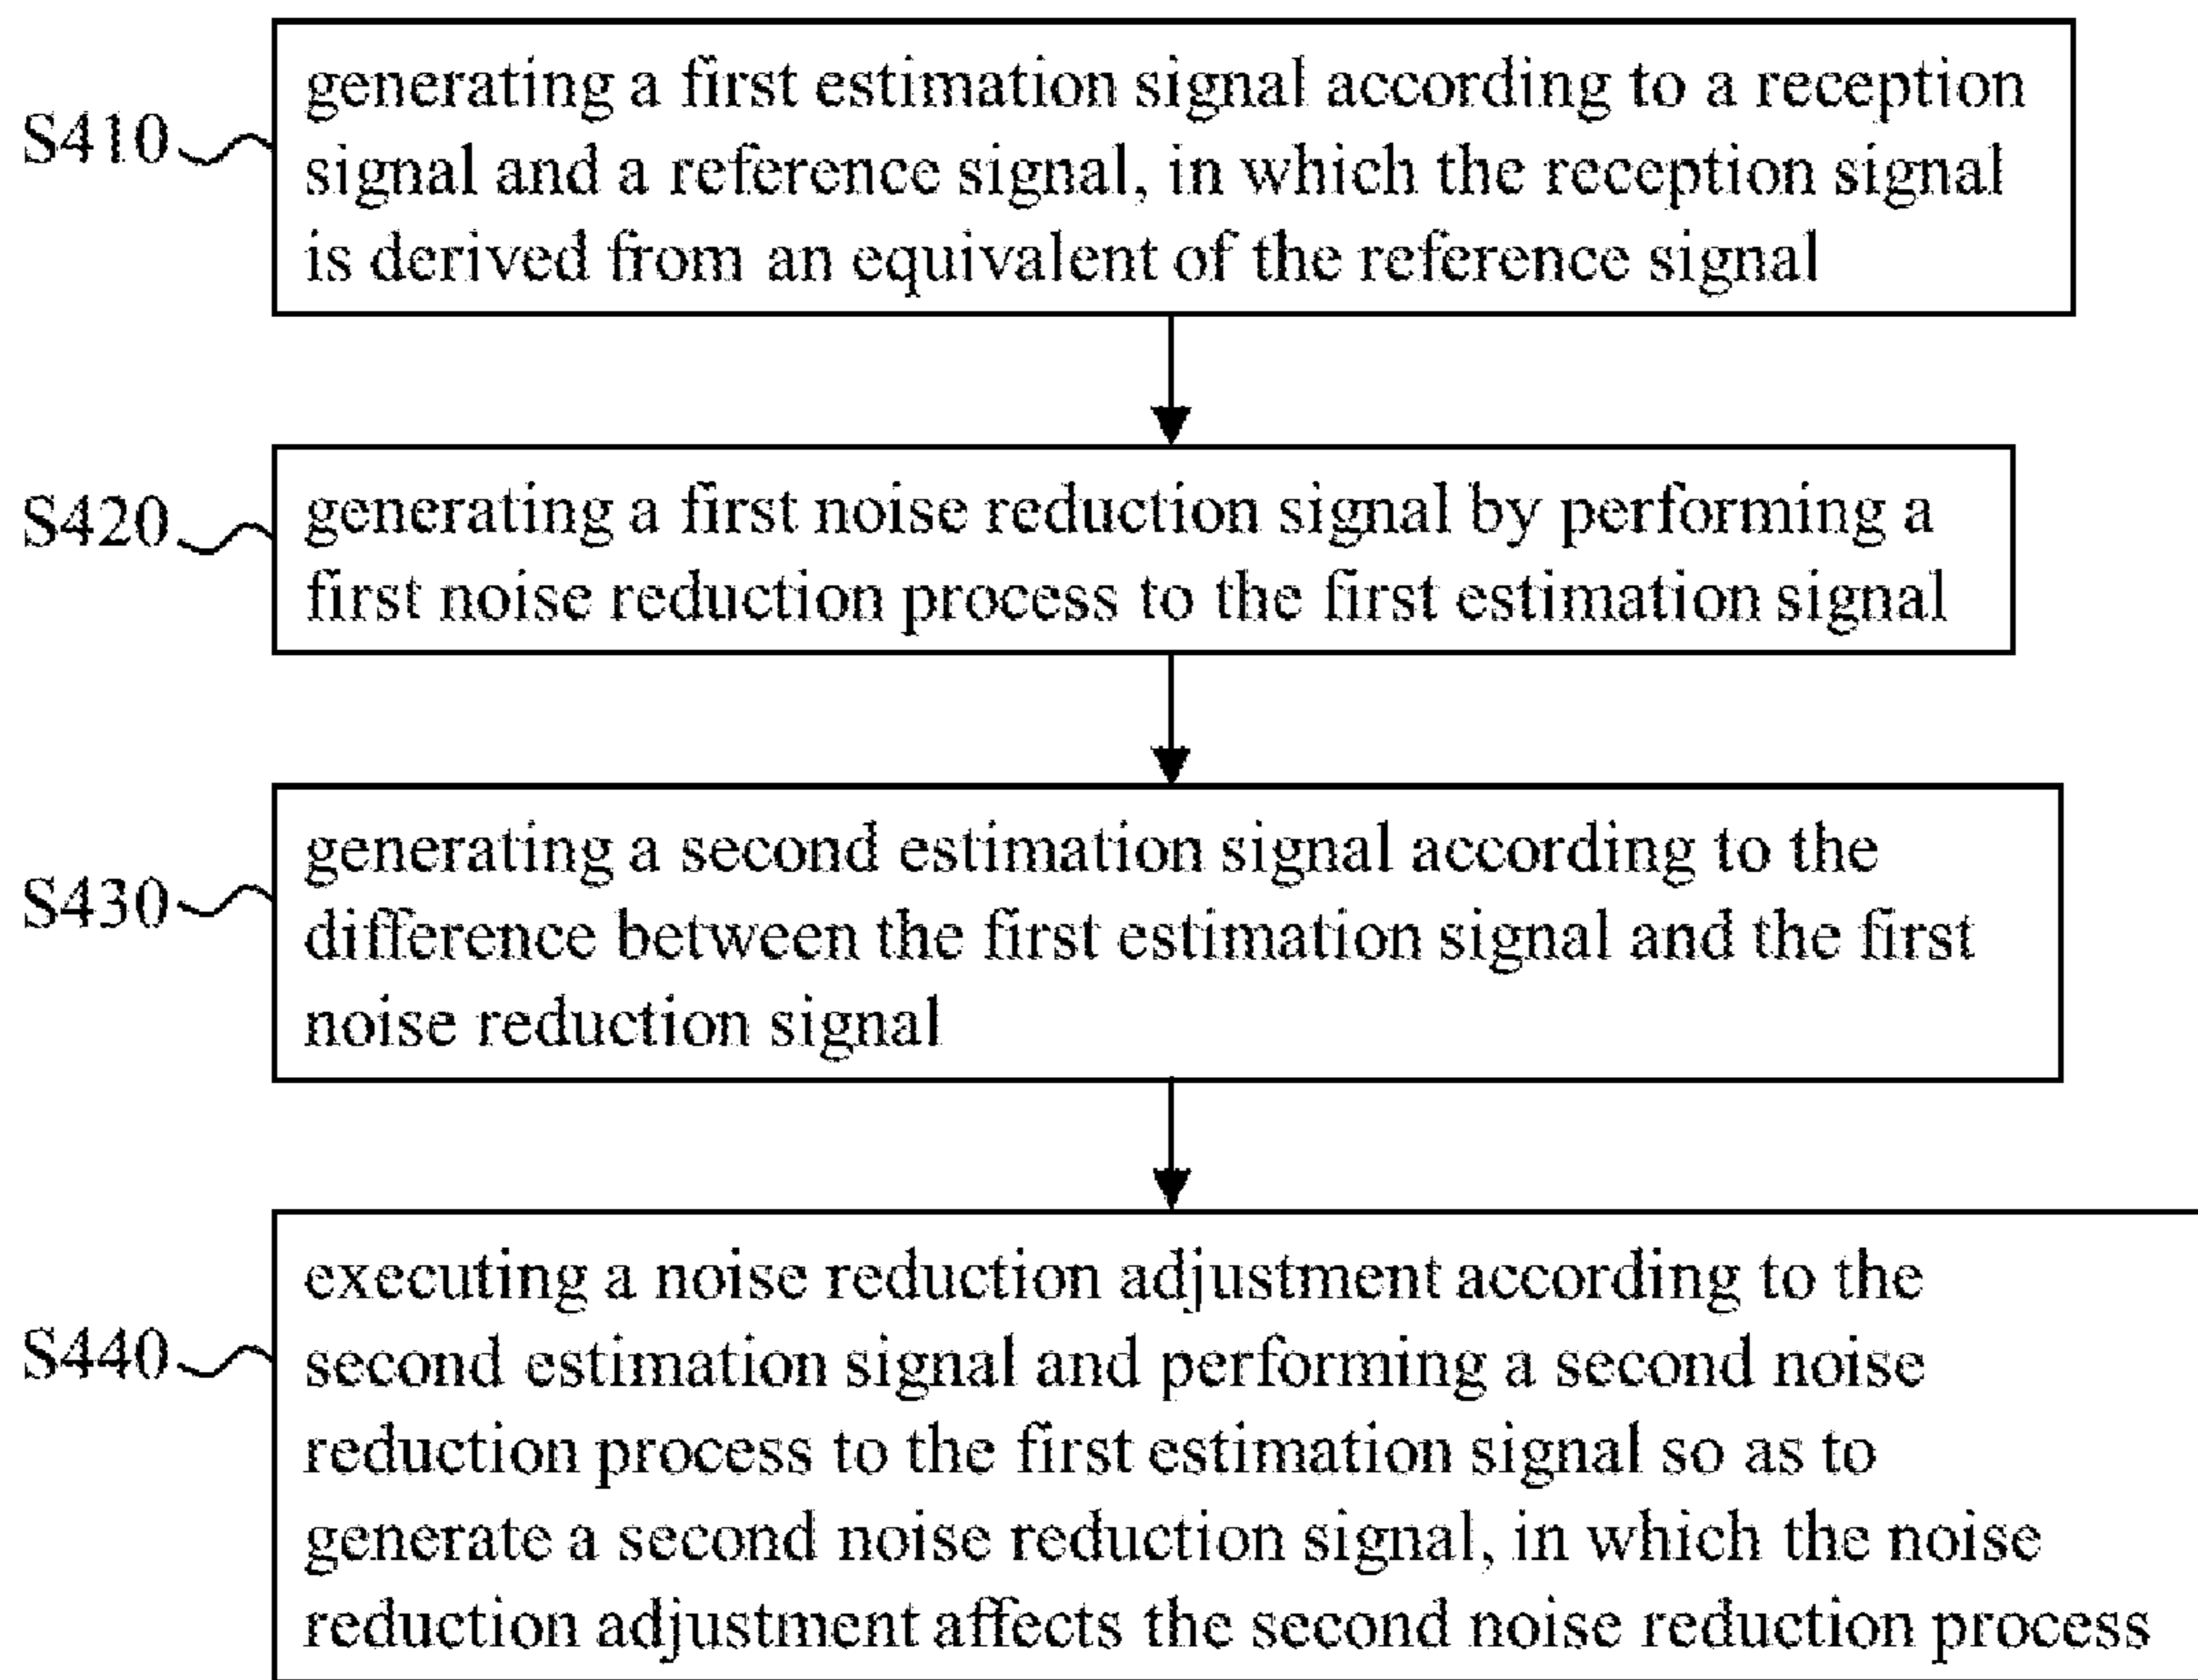 S410
generating a first estimation signal according to a reception
signal and a reference signal, in which the reception signal
is derived from an equivalent of the reference signal
S420
generating a first noise reduction signal by performing a
first noise reduction process to the first estimation signal
S430
generating a second estimation signal according to the
difference between the first estimation signal and the first
noise reduction signal
S440
executing a noise reduction adjustment according to the
second estimation signal and performing a second noise
reduction process to the first estimation signal so as to
generate a second noise reduction signal, in which the noise
reduction adjustment affects the second noise reduction process